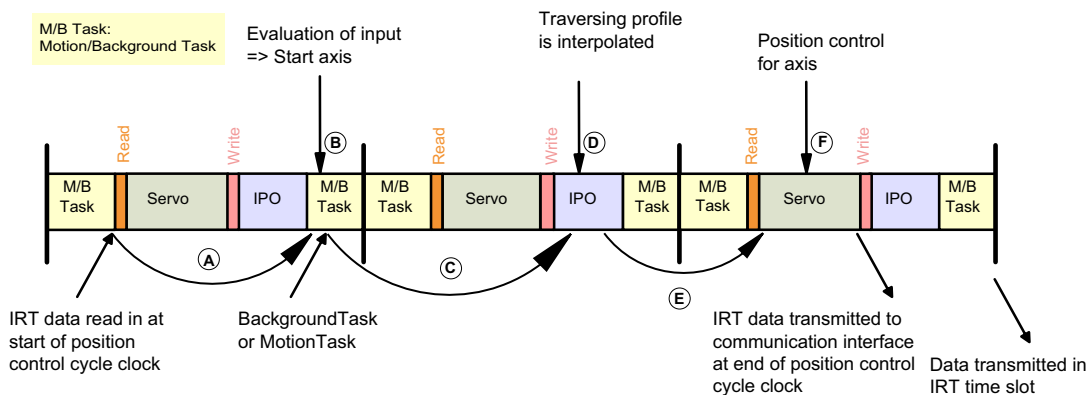 M/B Task:
Motion/Background Task
Evaluation of input
=> Start axis
Traversing profile
is interpolated
Position control
for axis
B
D
F
Read
Write
Read
Write
Read
Write
M/B
Task
Servo
IPO
M/B
Task
M/B
Task
Servo
IPO
M/B
Task
M/B
Task
Servo
IPO
M/B
Task
A
C
E
IRT data read in at
start of position
control cycle clock
BackgroundTask
or MotionTask
IRT data transmitted to
communication interface
at end of position control
cycle clock
Data transmitted in
IRT time slot